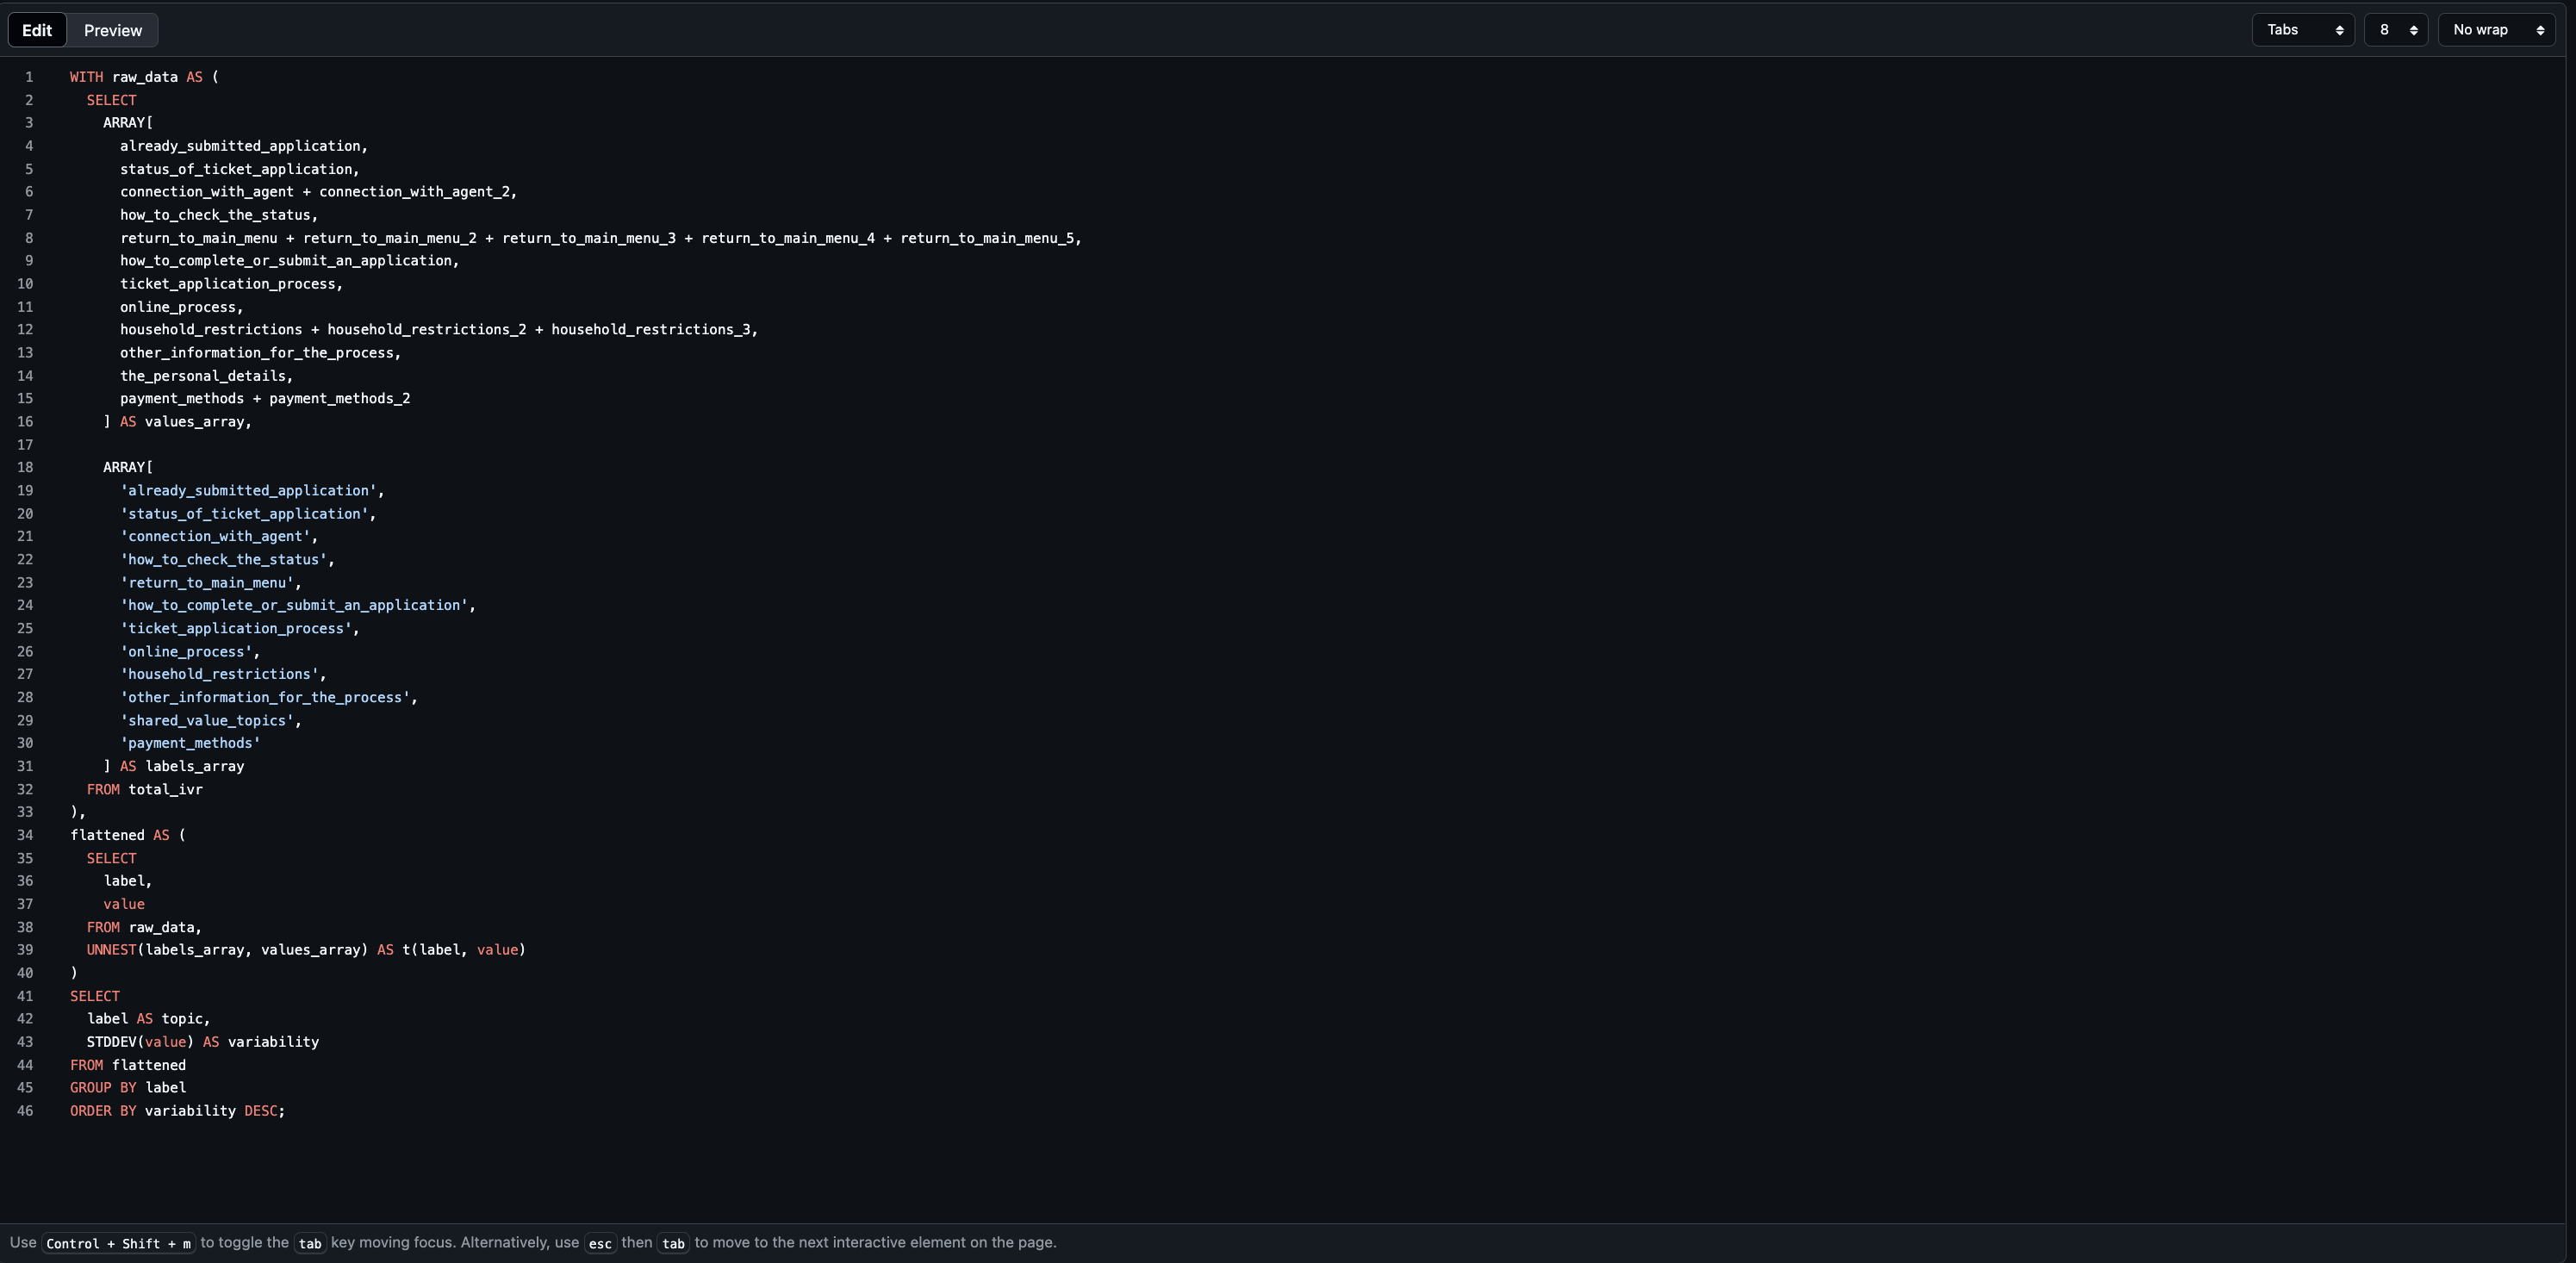 Edit Preview Tabs 8 No wrap
1 WITH raw_data AS (
2 SELECT
3 ARRAY[
4 already_submitted_application,
5 status_of_ticket_application,
6 connection_with_agent + connection_with_agent_2,
7 how_to_check_the_status,
8 return_to_main_menu + return_to_main_menu_2 + return_to_main_menu_3 + return_to_main_menu_4 + return_to_main_menu_5,
9 how_to_complete_or_submit_an_application,
10 ticket_application_process,
11 online_process,
12 household_restrictions + household_restrictions_2 + household_restrictions_3,
13 other_information_for_the_process,
14 the_personal_details,
15 payment_methods + payment_methods_2
16 ] AS values_array,
17
18 ARRAY[
19 'already_submitted_application',
20 'status_of_ticket_application',
21 'connection_with_agent',
22 'how_to_check_the_status',
23 'return_to_main_menu',
24 'how_to_complete_or_submit_an_application',
25 'ticket_application_process',
26 'online_process',
27 'household_restrictions',
28 'other_information_for_the_process',
29 'shared_value_topics',
30 'payment_methods'
31 ] AS labels_array
32 FROM total_ivr
33 ),
34 flattened AS (
35 SELECT
36 label,
37 value
38 FROM raw_data,
39 UNNEST(labels_array, values_array) AS t(label, value)
40 )
41 SELECT
42 label AS topic,
43 STDDEV(value) AS variability
44 FROM flattened
45 GROUP BY label
46 ORDER BY variability DESC;
Use Control + Shift + m to toggle the tab key moving focus. Alternatively, use esc then tab to move to the next interactive element on the page.